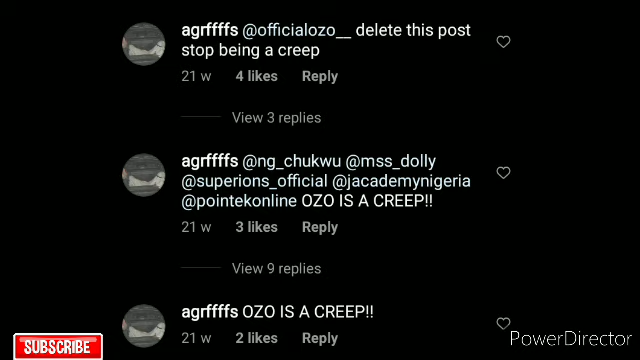 agrffffs @officialozo__ delete this post
stop being a creep
21 w 4 likes Reply
View 3 replies
agrffffs @ng_chukwu @mss_dolly
@superions_official @jacademynigeria
@pointekonline OZO IS A CREEP!!
21 w 3 likes Reply
View 9 replies
agrffffs OZO IS A CREEP!!
21 w 2 likes Reply
SUBSCRIBE
PowerDirector